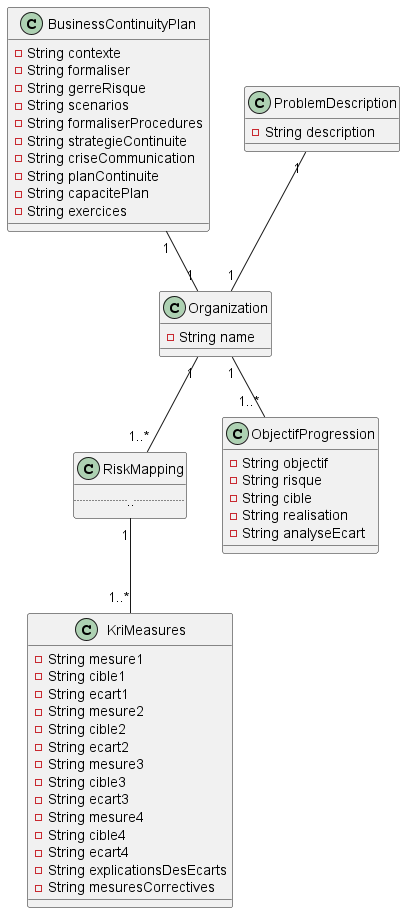 C BusinessContinuityPlan
String contexte
String formaliser
String gerreRisque
String scenarios
String formaliserProcedures
String strategieContinuite
String criseCommunication
String planContinuite
String capacitePlan
String exercices
C ProblemDescription
String description
1
1
1
1
C Organization
String name
1
1
1..*
1..*
C RiskMapping
..
C ObjectifProgression
String objectif
String risque
String cible
String realisation
String analyseEcart
1
1..*
C KriMeasures
String mesure1
String cible1
String ecart1
String mesure2
String cible2
String ecart2
String mesure3
String cible3
String ecart3
String mesure4
String cible4
String ecart4
String explicationsDesEcarts
String mesuresCorrectives